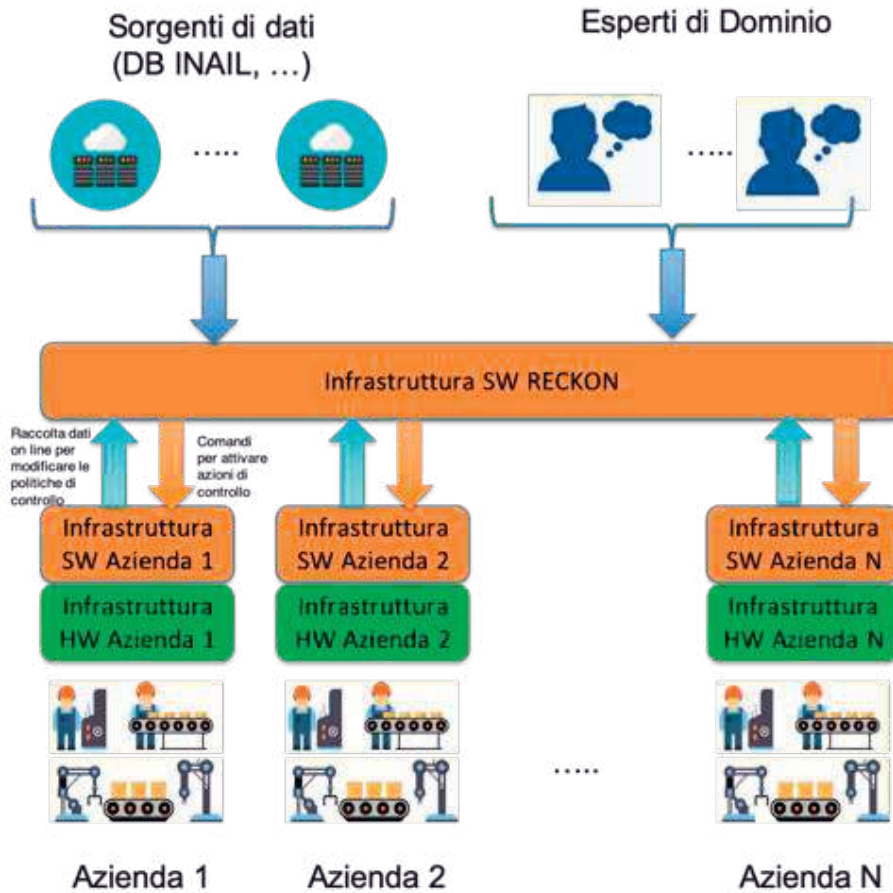 Sorgenti di dati
(DB INAIL, …)
Esperti di Dominio
.....
.....
Infrastruttura SW RECKON
Raccolta dati
on line per
modificare le
politiche di
controllo
Comandi
per attivare
azioni di
controllo
Infrastruttura
SW Azienda 1
Infrastruttura
SW Azienda 2
Infrastruttura
SW Azienda N
Infrastruttura
HW Azienda 1
Infrastruttura
HW Azienda 2
Infrastruttura
HW Azienda N
.....
Azienda 1
Azienda 2
Azienda N